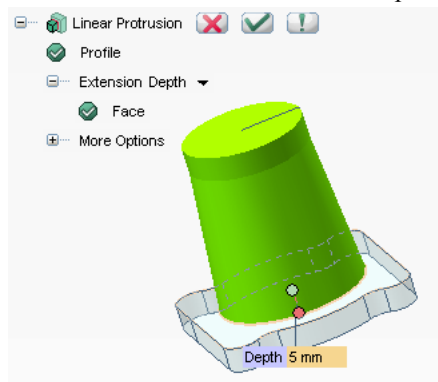 Linear Protrusion
Profile
Extension Depth
Face
More Options
Depth 5 mm